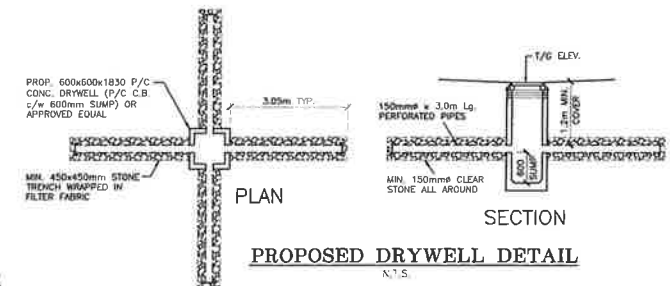 PROP. 600x600x1830 P/C
CONC. DRYWELL (P/C C.B.
c/w 600mm SUMP) OR
APPROVED EQUAL
3.05m TYP.
MIN. 450x450mm STONE
TRENCH WRAPPED IN
FILTER FABRIC
PLAN
T/G ELEV.
150mmø x 3.0m Lg.
PERFORATED PIPES
1.2m MIN.
COVER
MIN. 150mmø CLEAR
STONE ALL AROUND
600
SUMP
SECTION
PROPOSED DRYWELL DETAIL
N.T.S.